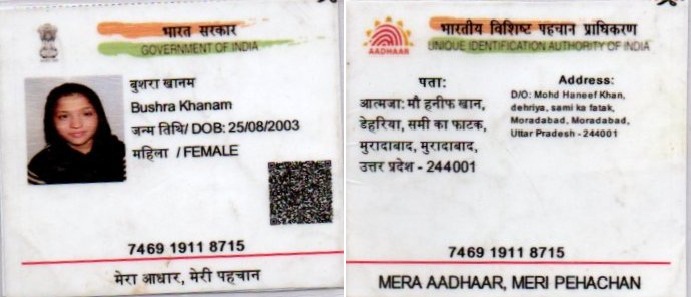 भारत सरकार
GOVERNMENT OF INDIA
बुशरा खानम
Bushra Khanam
जन्म तिथि/ DOB: 25/08/2003
महिला / FEMALE
7469 1911 8715
मेरा आधार, मेरी पहचान
भारतीय विशिष्ट पहचान प्राधिकरण
UNIQUE IDENTIFICATION AUTHORITY OF INDIA
AADHAAR
पता:
आत्मजा: मौ हनीफ खान,
डेहरिया, समी का फाटक,
मुरादाबाद, मुरादाबाद,
उत्तर प्रदेश - 244001
Address:
D/O: Mohd Haneef Khan,
dehriya, sami ka fatak,
Moradabad, Moradabad,
Uttar Pradesh - 244001
7469 1911 8715
MERA AADHAAR, MERI PEHACHAN